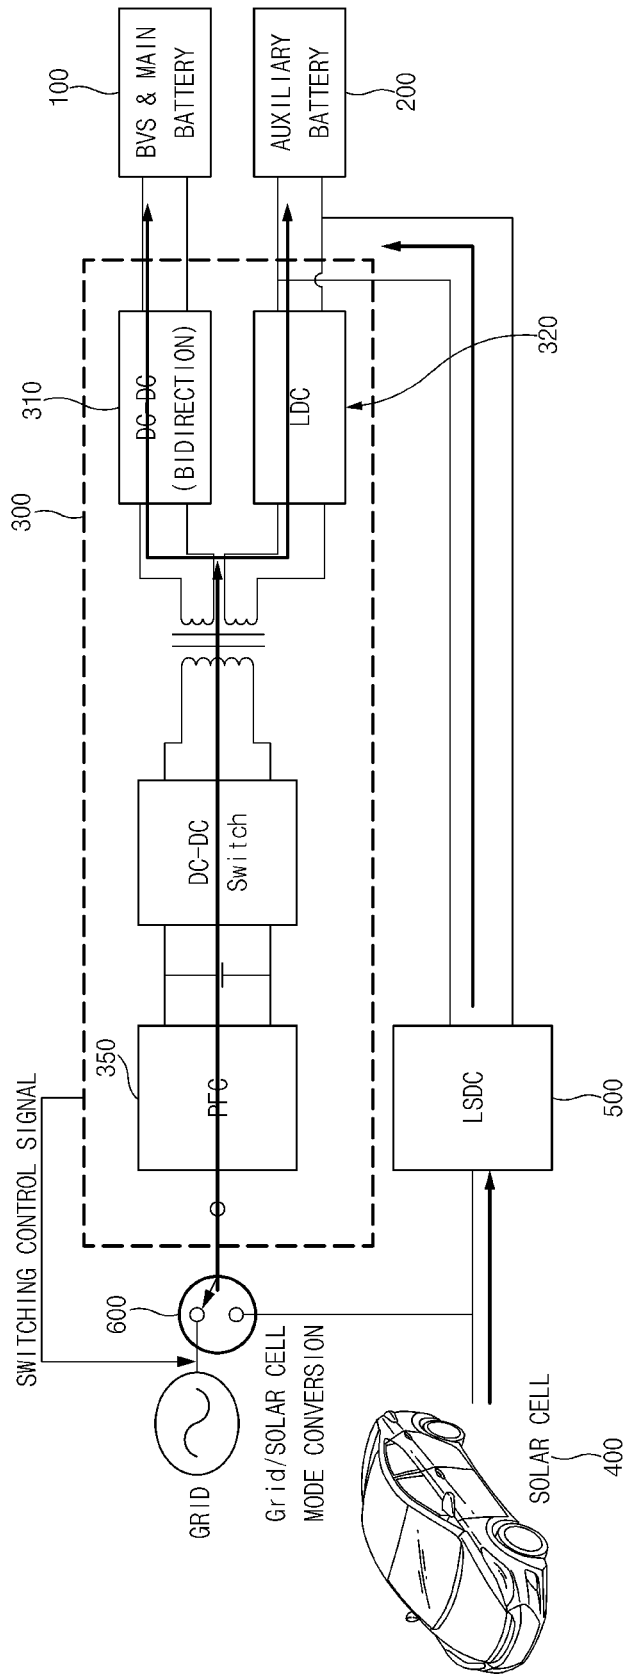 SWITCHING CONTROL SIGNAL
300
310
100
BVS & MAIN
BATTERY
DC-DC
(BIDIRECTION)
350
PFC
DC-DC
Switch
600
GRID
Grid/SOLAR CELL
MODE CONVERSION
LDC
320
AUXILIARY
BATTERY
200
LSDC
500
SOLAR CELL
400